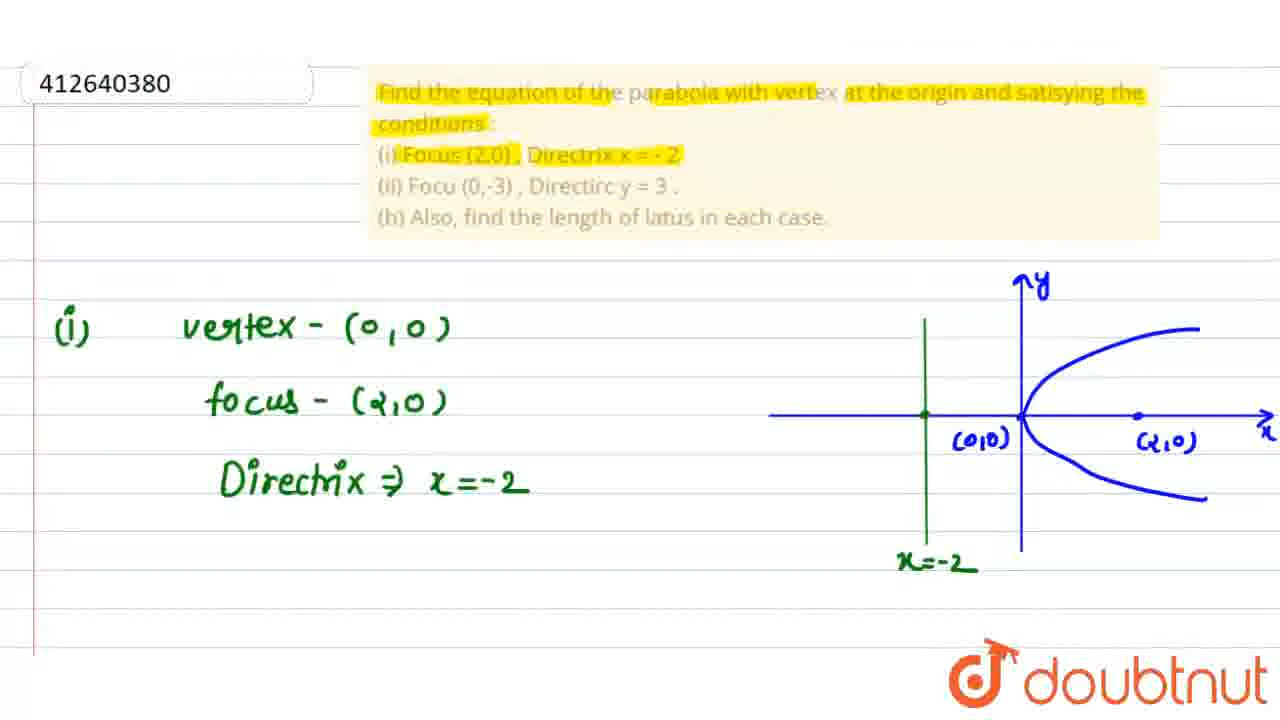 412640380
Find the equation of the parabola with vertex at the origin and satisying the
conditions :
(i) Focus (2,0) , Directrix x = - 2
(ii) Focu (0,-3) , Directirc y = 3 .
(h) Also, find the length of latus in each case.
(i) vertex - (0,0)
focus - (2,0)
Directrix ⇒ x=-2
y
(0,0)
(2,0)
x
x=-2
doubtnut